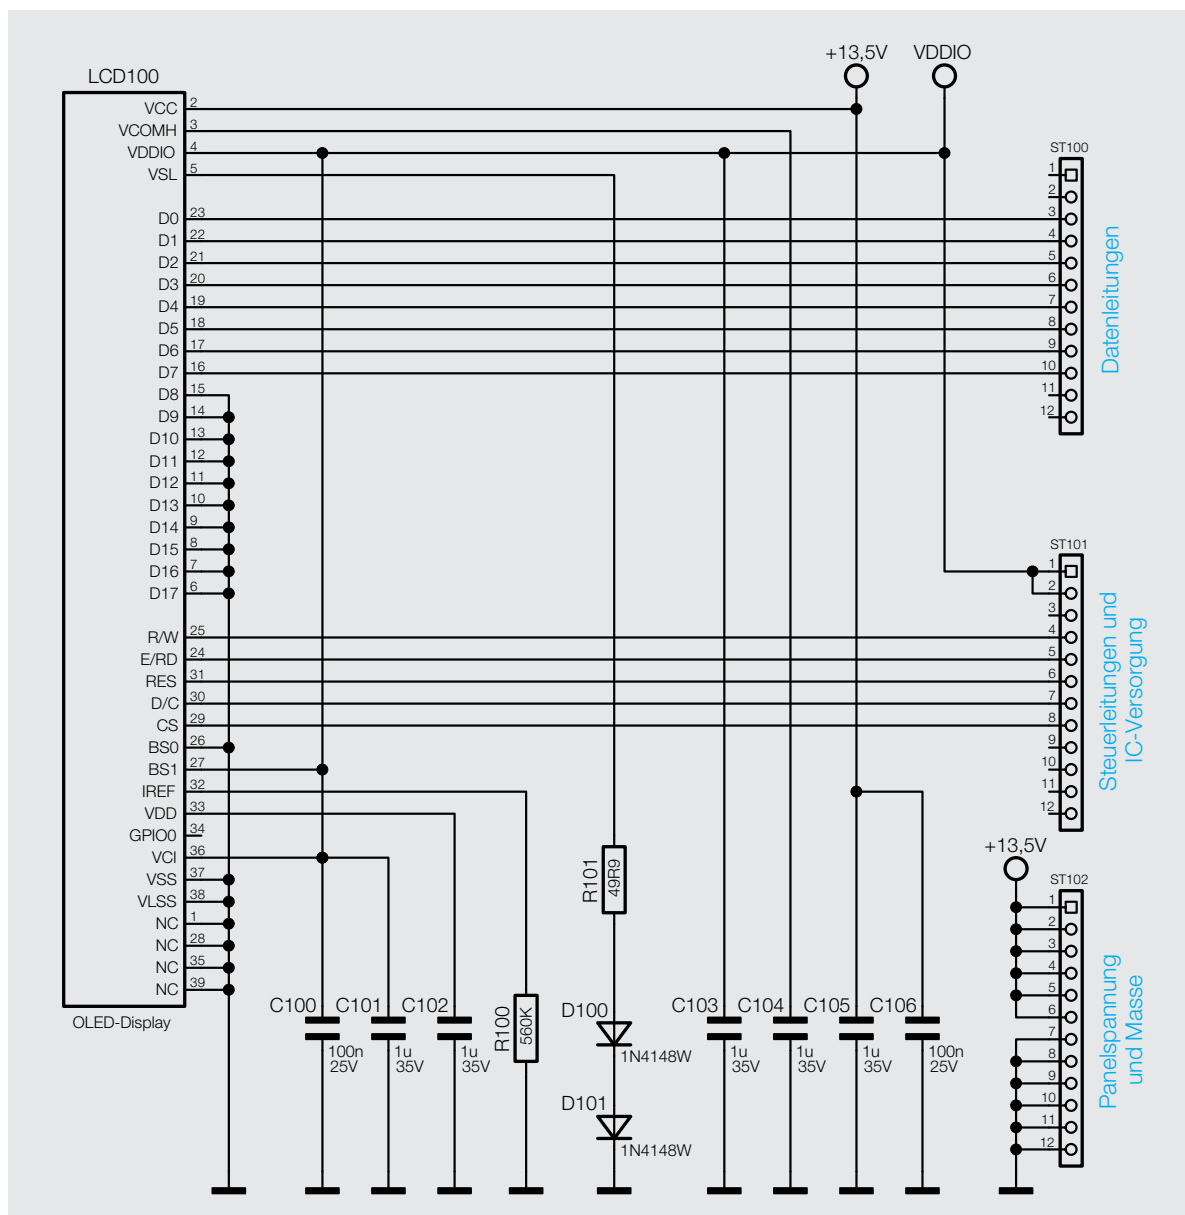 +13,5V
VDDIO
LCD100
VCC 2
VCOMH 3
VDDIO 4
VSL 5
D0 23
D1 22
D2 21
D3 20
D4 19
D5 18
D6 17
D7 16
D8 15
D9 14
D10 13
D11 12
D12 11
D13 10
D14 9
D15 8
D16 7
D17 6
R/W 25
E/RD 24
RES 31
D/C 30
CS 29
BS0 26
BS1 27
IREF 32
VDD 33
GPIO0 34
VCI 36
VSS 37
VLSS 38
NC 1
NC 28
NC 35
NC 39
OLED-Display
ST100
1
2
3
4
5
6
7
8
9
10
11
12
Datenleitungen
ST101
1
2
3
4
5
6
7
8
9
10
11
12
Steuerleitungen und
IC-Versorgung
+13,5V
ST102
1
2
3
4
5
6
7
8
9
10
11
12
Panelspannung
und Masse
C100
100n
25V
C101
1u
35V
C102
1u
35V
R100
560K
R101
49R9
D100
1N4148W
D101
1N4148W
C103
1u
35V
C104
1u
35V
C105
1u
35V
C106
100n
25V